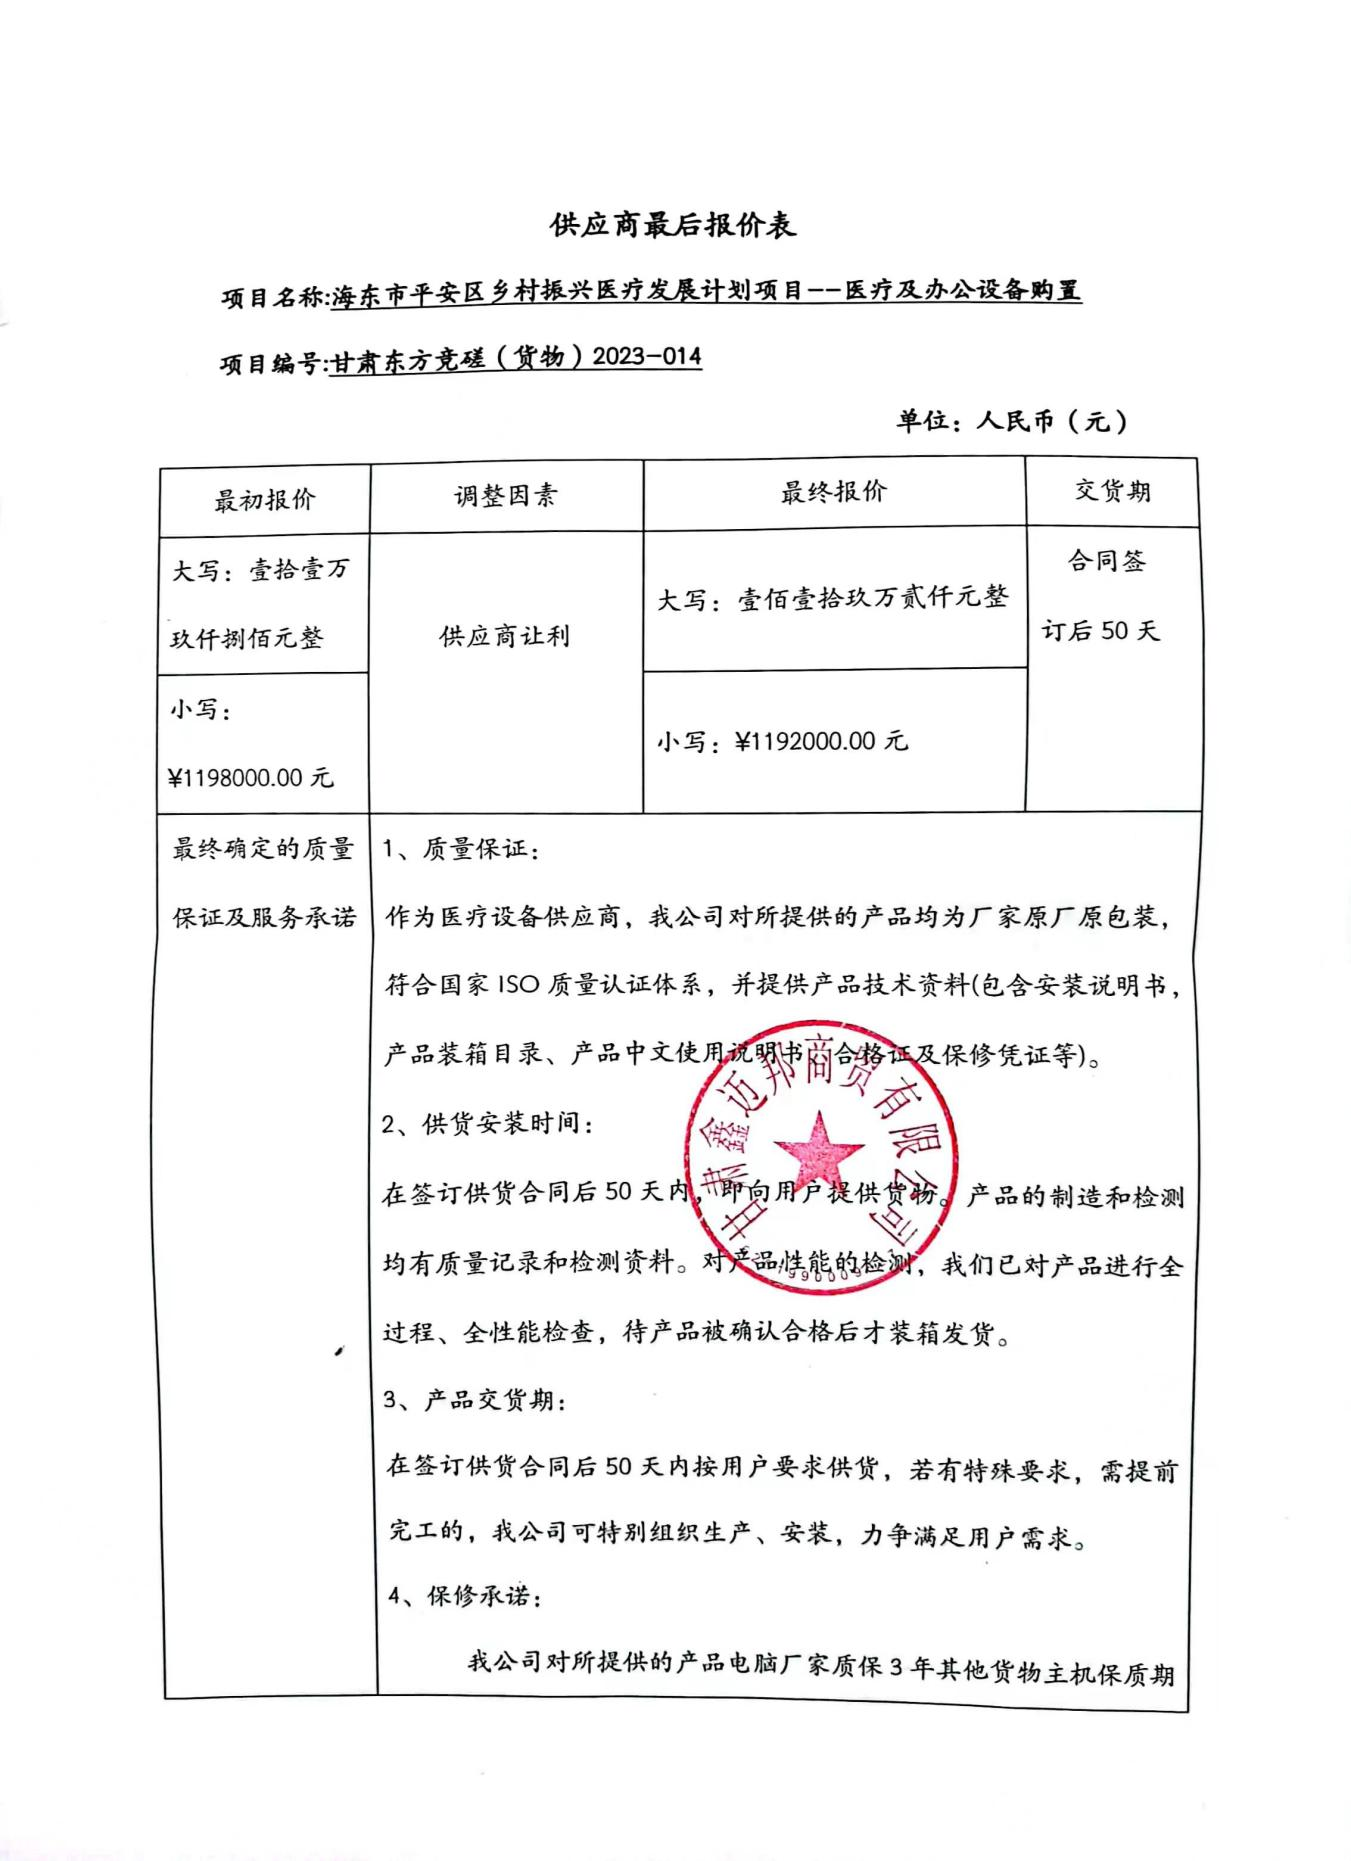 供应商最后报价表
项目名称:海东市平安区乡村振兴医疗发展计划项目--医疗及办公设备购置
项目编号:甘肃东方竞磋(货物)2023-014
单位:人民币(元)
最初报价
调整因素
最终报价
交货期
大写:壹拾壹万
玖仟捌佰元整
供应商让利
大写:壹佰壹拾玖万贰仟元整
合同签
订后50天
小写:
¥1198000.00元
小写:¥1192000.00元
最终确定的质量
保证及服务承诺
1、质量保证:
作为医疗设备供应商,我公司对所提供的产品均为厂家原厂原包装,
符合国家ISO质量认证体系,并提供产品技术资料(包含安装说明书,
产品装箱目录、产品中文使用说明书、合格证及保修凭证等)。
2、供货安装时间:
在签订供货合同后50天内,即向用户提供货物。产品的制造和检测
均有质量记录和检测资料。对产品性能的检测,我们已对产品进行全
过程、全性能检查,待产品被确认合格后才装箱发货。
3、产品交货期:
在签订供货合同后50天内按用户要求供货,若有特殊要求,需提前
完工的,我公司可特别组织生产、安装,力争满足用户需求。
4、保修承诺:
我公司对所提供的产品电脑厂家质保3年其他货物主机保质期
甘肃鑫迈邦商贸有限公司